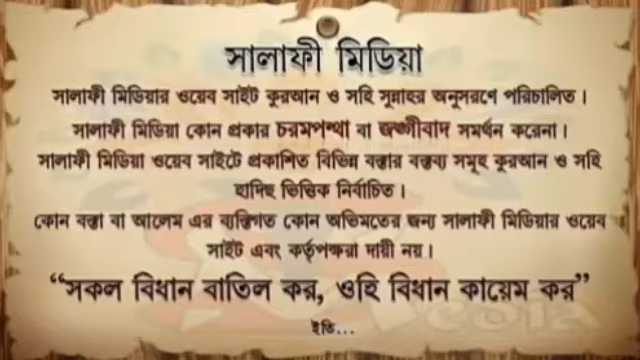 সালাফী মিডিয়া
সালাফী মিডিয়ার ওয়েব সাইট কুরআন ও সহি সুন্নাহর অনুসরণে পরিচালিত।
সালাফী মিডিয়া কোন প্রকার চরমপন্থা বা জঙ্গীবাদ সমর্থন করেনা।
সালাফী মিডিয়া ওয়েব সাইটে প্রকাশিত বিভিন্ন বক্তার বক্তব্য সমূহ কুরআন ও সহি
হাদিছ ভিত্তিক নির্বাচিত।
কোন বক্তা বা আলেম এর ব্যক্তিগত কোন অভিমতের জন্য সালাফী মিডিয়ার ওয়েব
সাইট এবং কর্তৃপক্ষরা দায়ী নয়।
“সকল বিধান বাতিল কর, ওহি বিধান কায়েম কর”
ইতি...